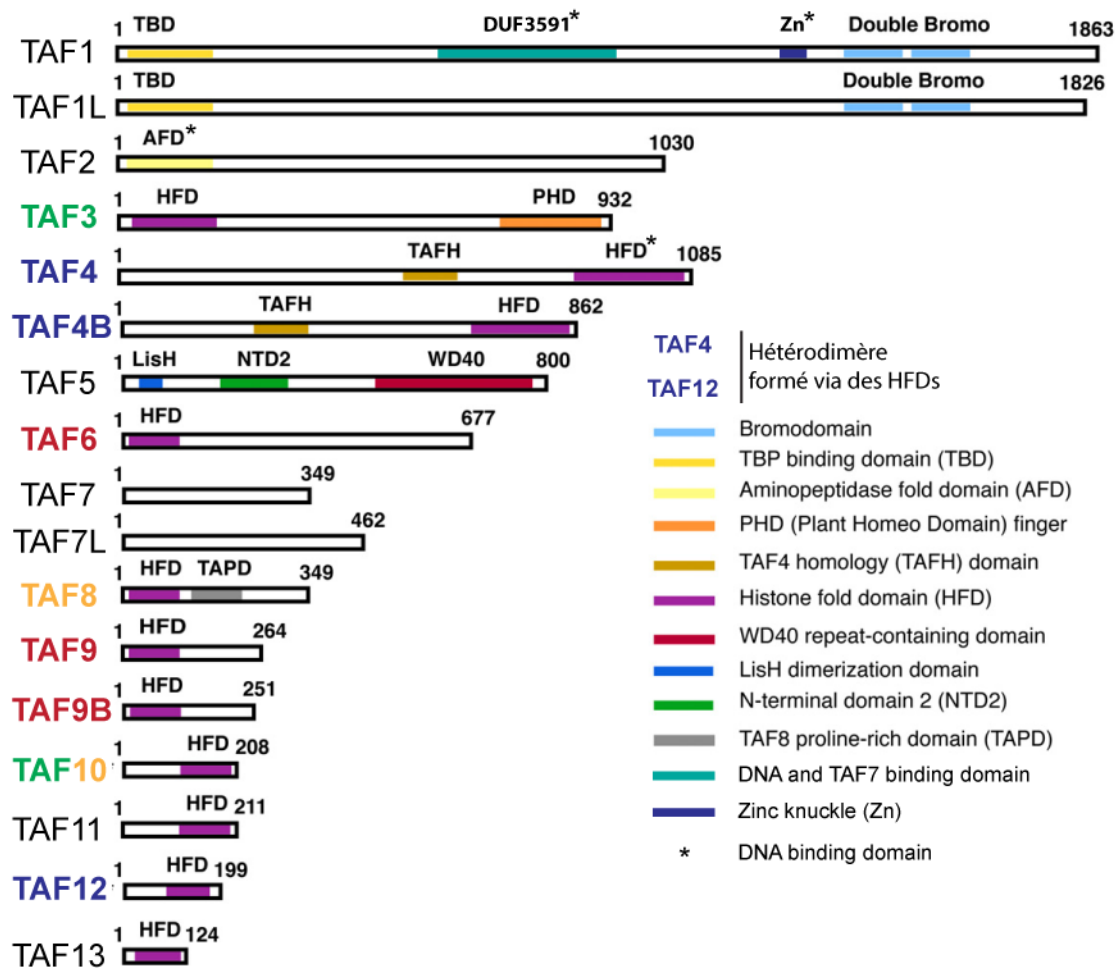 TBD DUF3591* Zn* Double Bromo
TAF1 1 1863
TBD Double Bromo
TAF1L 1 1826
AFD*
TAF2 1 1030
HFD PHD
TAF3 1 932
TAFH HFD*
TAF4 1 1085
TAFH HFD
TAF4B 1 862
LisH NTD2 WD40
TAF5 1 800
HFD
TAF6 1 677
TAF7 1 349
TAF7L 1 462
HFD TAPD
TAF8 1 349
HFD
TAF9 1 264
HFD
TAF9B 1 251
HFD
TAF10 1 208
HFD
TAF11 1 211
HFD
TAF12 1 199
HFD
TAF13 1 124
TAF4
TAF12
Hétérodimère
formé via des HFDs
Bromodomain
TBP binding domain (TBD)
Aminopeptidase fold domain (AFD)
PHD (Plant Homeo Domain) finger
TAF4 homology (TAFH) domain
Histone fold domain (HFD)
WD40 repeat-containing domain
LisH dimerization domain
N-terminal domain 2 (NTD2)
TAF8 proline-rich domain (TAPD)
DNA and TAF7 binding domain
Zinc knuckle (Zn)
* DNA binding domain